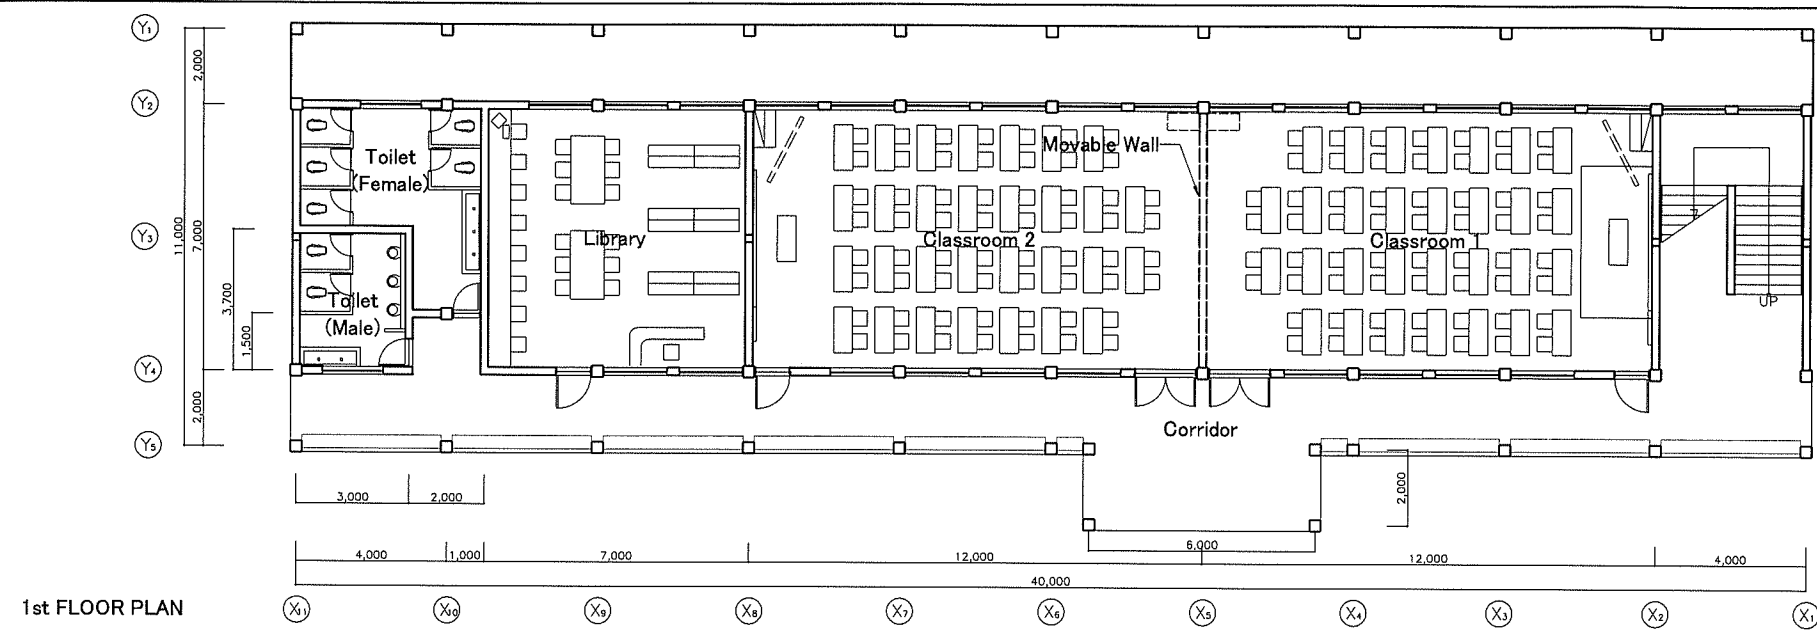 Y1
2,000
Y2
Toilet
(Female)
Movable Wall
11,000
7,000
Y3
Library
Classroom 2
Classroom 1
3,700
Toilet
(Male)
UP
1,500
Y4
2,000
Corridor
Y5
3,000
2,000
2,000
4,000
1,000
7,000
12,000
6,000
12,000
4,000
40,000
1st FLOOR PLAN
X11
X10
X9
X8
X7
X6
X5
X4
X3
X2
X1